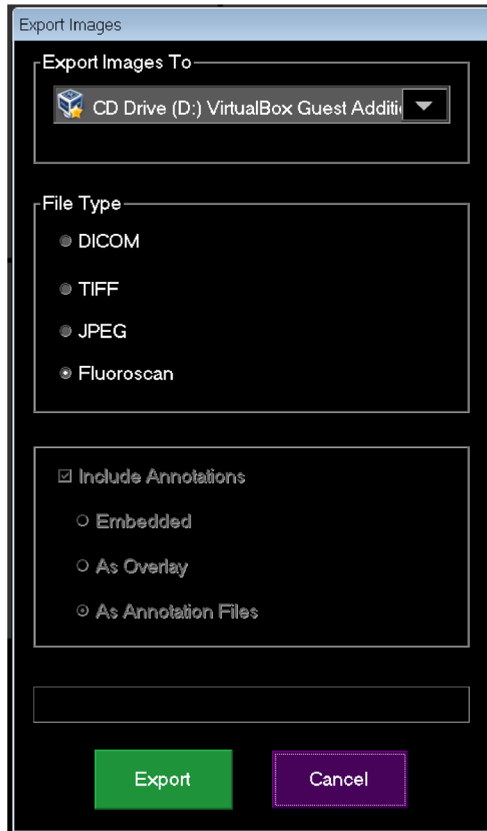 Export Images
Export Images To
CD Drive (D:) VirtualBox Guest Additi
File Type
DICOM
TIFF
JPEG
Fluoroscan
Include Annotations
Embedded
As Overlay
As Annotation Files
Export
Cancel